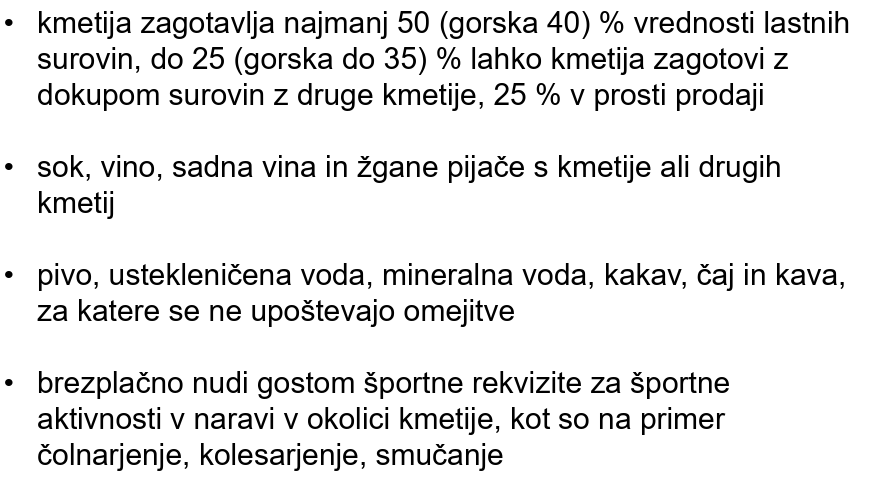 • kmetija zagotavlja najmanj 50 (gorska 40) % vrednosti lastnih
surovin, do 25 (gorska do 35) % lahko kmetija zagotovi z
dokupom surovin z druge kmetije, 25 % v prosti prodaji
• sok, vino, sadna vina in žgane pijače s kmetije ali drugih
kmetij
• pivo, ustekleničena voda, mineralna voda, kakav, čaj in kava,
za katere se ne upoštevajo omejitve
• brezplačno nudi gostom športne rekvizite za športne
aktivnosti v naravi v okolici kmetije, kot so na primer
čolnarjenje, kolesarjenje, smučanje